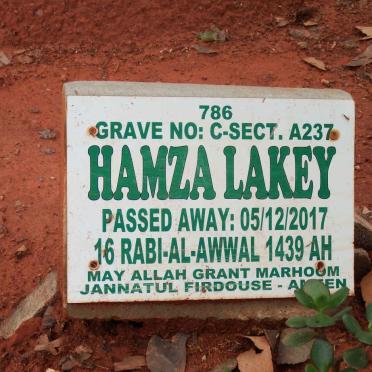 786
GRAVE NO: C-SECT. A237
HAMZA LAKEY
PASSED AWAY: 05/12/2017
16 RABI-AL-AWWAL 1439 AH
MAY ALLAH GRANT MARHOOM
JANNATUL FIRDOUSE - AMEEN